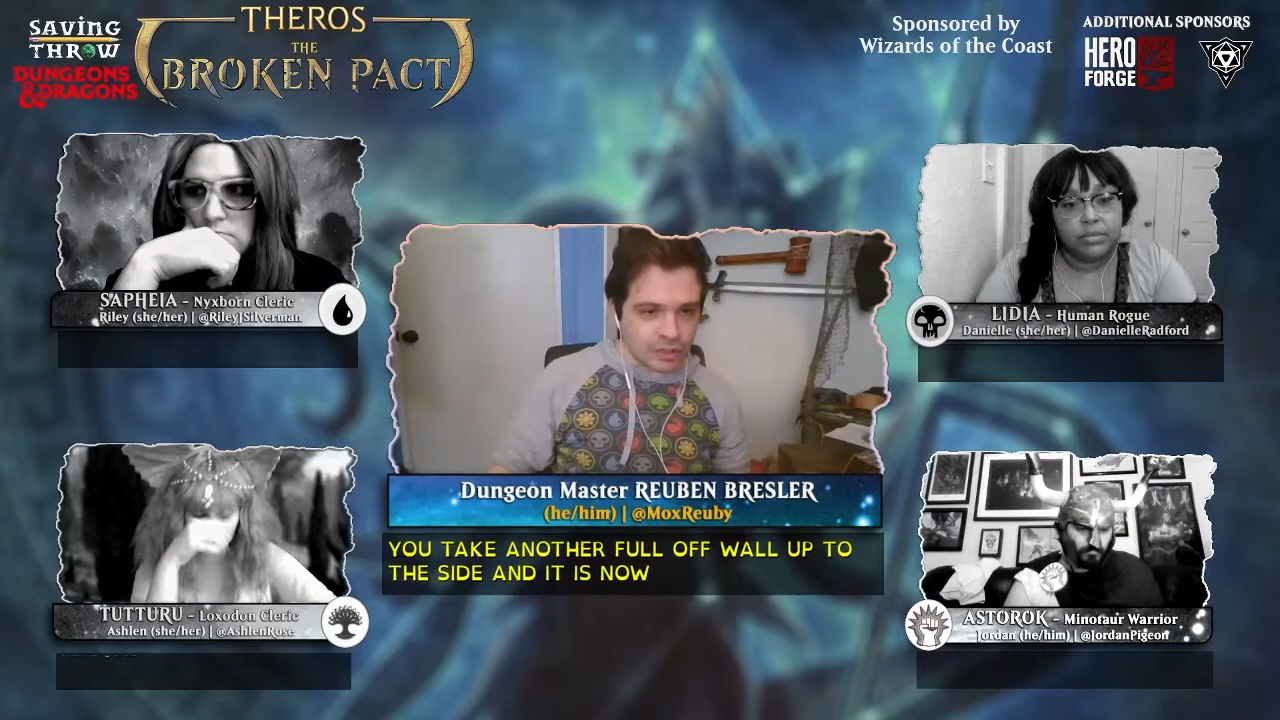 SAVING
THROW
DUNGEONS
& DRAGONS
THEROS
THE
BROKEN PACT
Sponsored by
Wizards of the Coast
ADDITIONAL SPONSORS
HERO
FORGE
SAPHEIA - Nyxborn Cleric
Riley (she/her) | @RileyJSilverman
LIDIA - Human Rogue
Danielle (she/her) | @DanielleRadford
Dungeon Master REUBEN BRESLER
(he/him) | @MoxReuby
YOU TAKE ANOTHER FULL OFF WALL UP TO
THE SIDE AND IT IS NOW
TUTTURU - Loxodon Cleric
Ashlen (she/her) | @AshlenRose
ASTOROK - Minotaur Warrior
Jordan (he/him) | @JordanPigeon